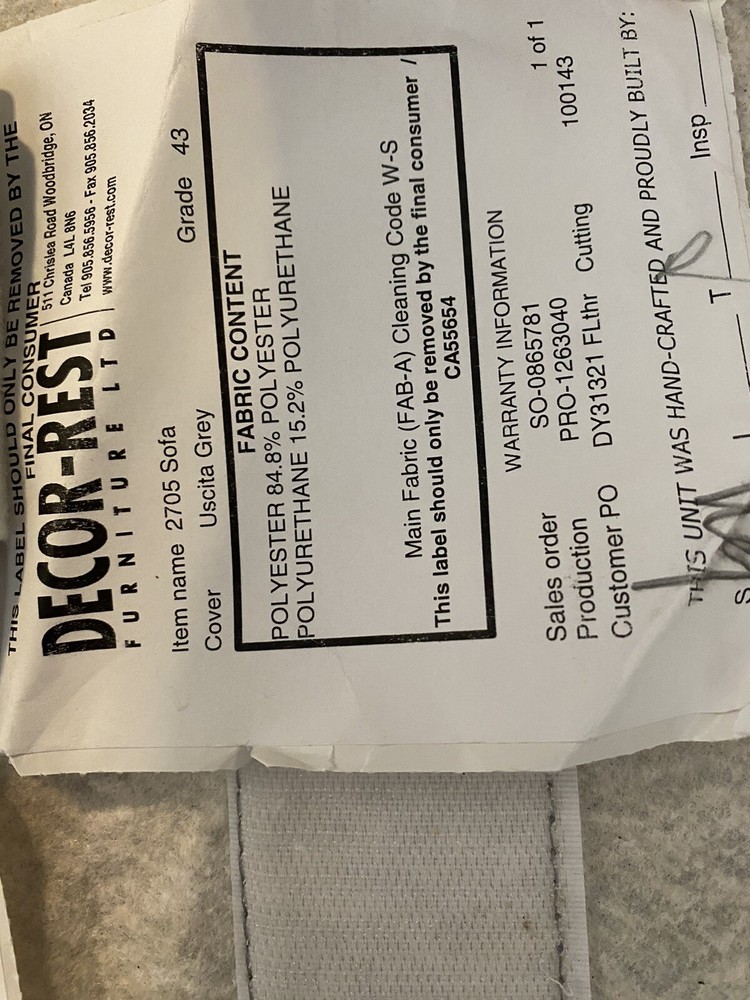 THIS LABEL SHOULD ONLY BE REMOVED BY THE
FINAL CONSUMER
DECOR-REST
FURNITURE LTD
511 Chrislea Road Woodbridge, ON
Canada L4L 8N6
Tel 905.856.5956 - Fax 905.856.2034
www.decor-rest.com
Item name 2705 Sofa
Cover Uscita Grey Grade 43
FABRIC CONTENT
POLYESTER 84.8% POLYESTER
POLYURETHANE 15.2% POLYURETHANE
Main Fabric (FAB-A) Cleaning Code W-S
This label should only be removed by the final consumer /
CA55654
WARRANTY INFORMATION
Sales order SO-0865781 1 of 1
Production PRO-1263040 100143
Customer PO DY31321 FLthr Cutting
THIS UNIT WAS HAND-CRAFTED AND PROUDLY BUILT BY:
S T Insp